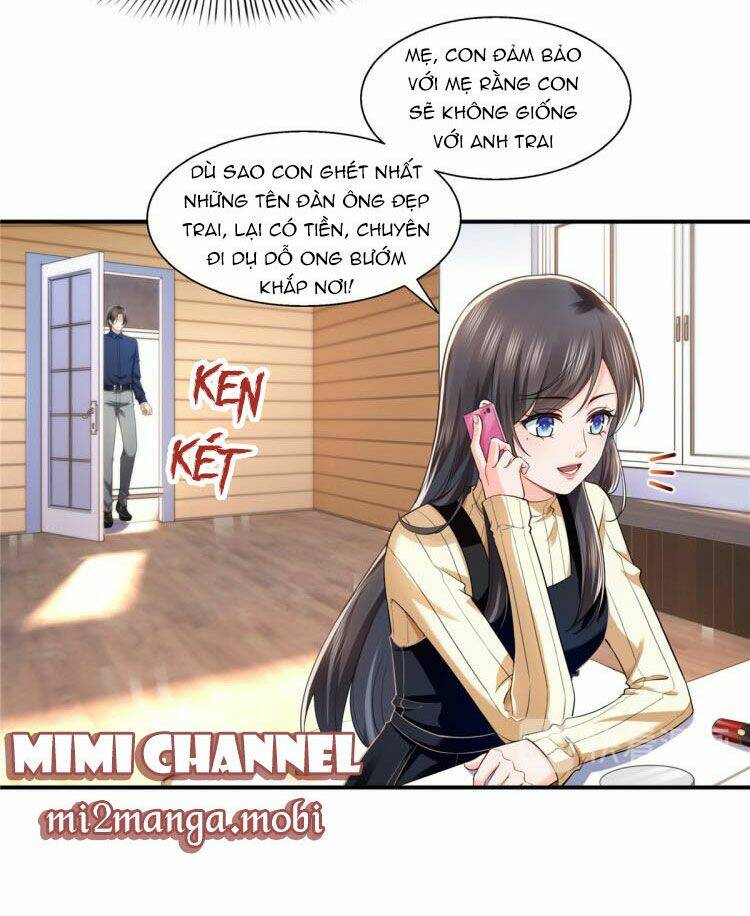 MẸ, CON ĐẢM BẢO
VỚI MẸ RẰNG CON
SẼ KHÔNG GIỐNG
VỚI ANH TRAI
DÙ SAO CON GHÉT NHẤT
NHỮNG TÊN ĐÀN ÔNG ĐẸP
TRAI, LẠI CÓ TIỀN, CHUYÊN
ĐI DỤ DỖ ONG BƯỚM
KHẮP NƠI!
KEN
KÉT
MIMI CHANNEL
mi2manga.mobi